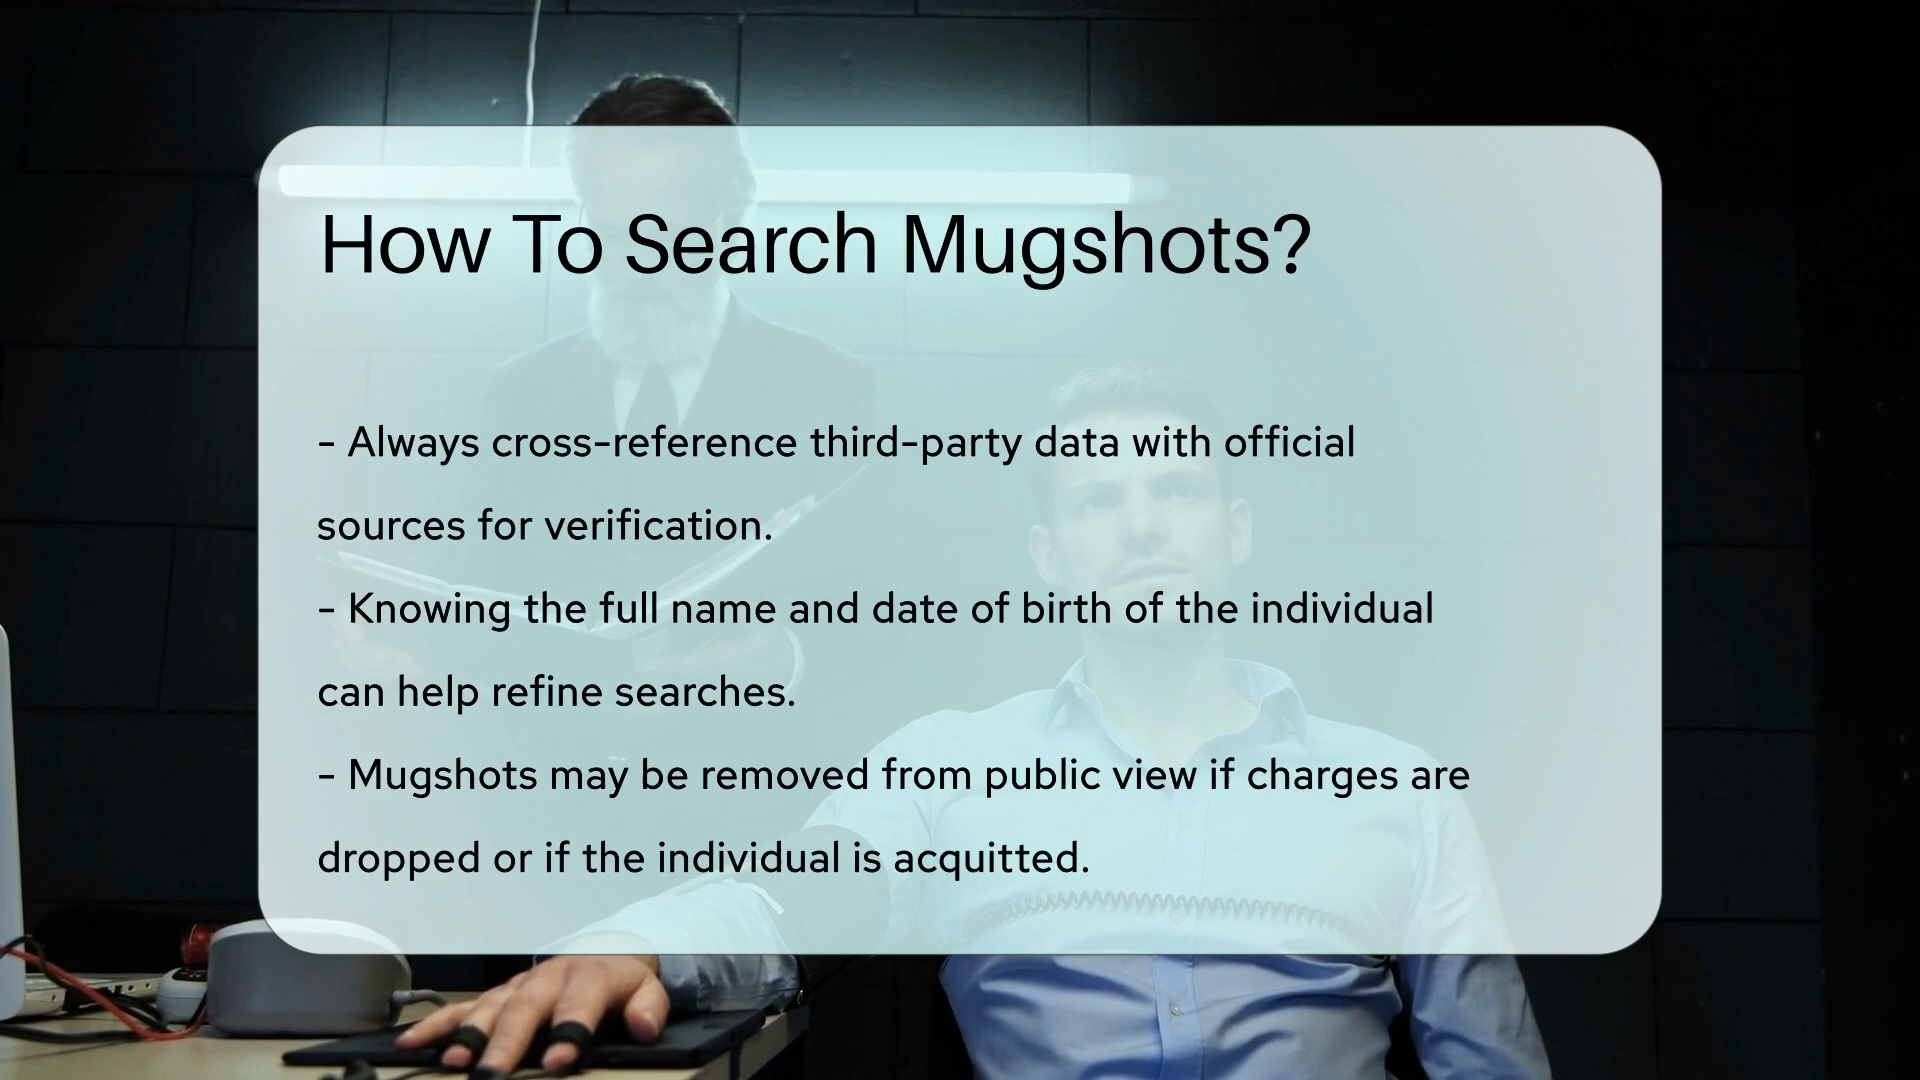 How To Search Mugshots?
- Always cross-reference third-party data with official
sources for verification.
- Knowing the full name and date of birth of the individual
can help refine searches.
- Mugshots may be removed from public view if charges are
dropped or if the individual is acquitted.